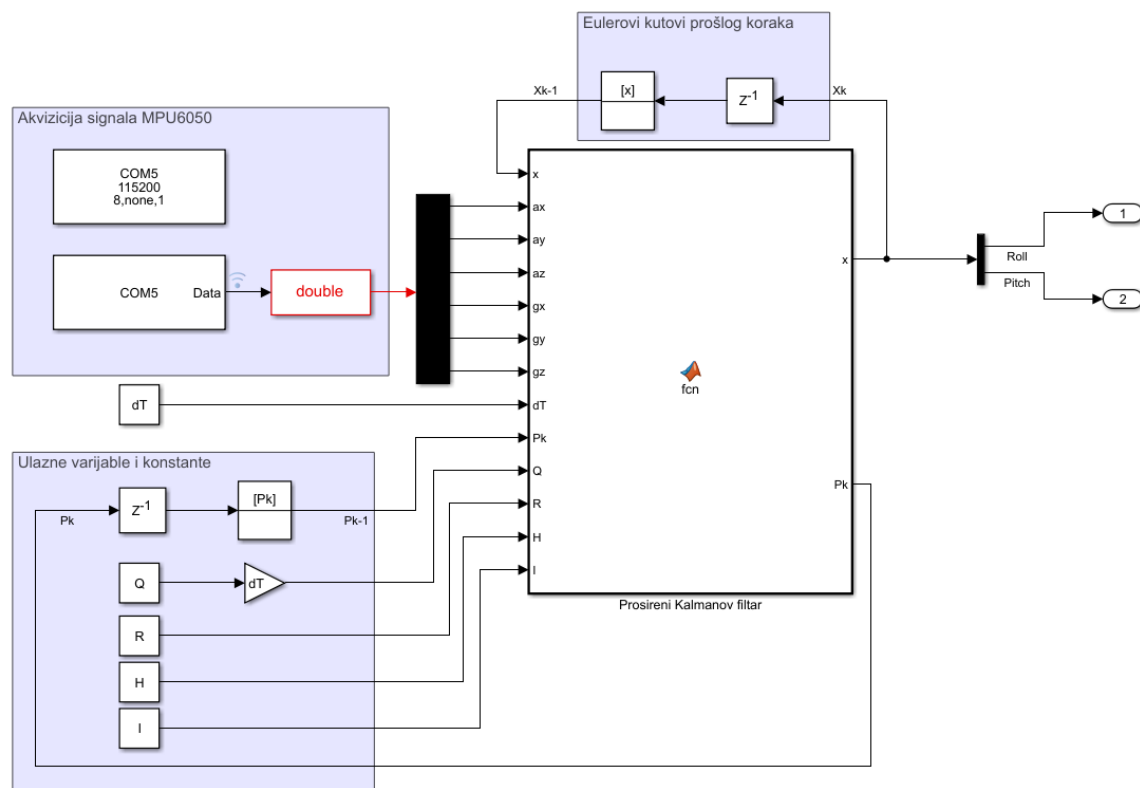 Eulerovi kutovi prošlog koraka
Xk-1
[x]
Z-1
Xk
Akvizicija signala MPU6050
COM5
115200
8,none,1
COM5
Data
double
x
ax
ay
az
gx
gy
gz
dT
Pk
Q
R
H
I
x
Pk
fcn
Prosireni Kalmanov filtar
Roll
Pitch
1
2
dT
Ulazne varijable i konstante
Pk
Z-1
[Pk]
Pk-1
Q
dT
R
H
I